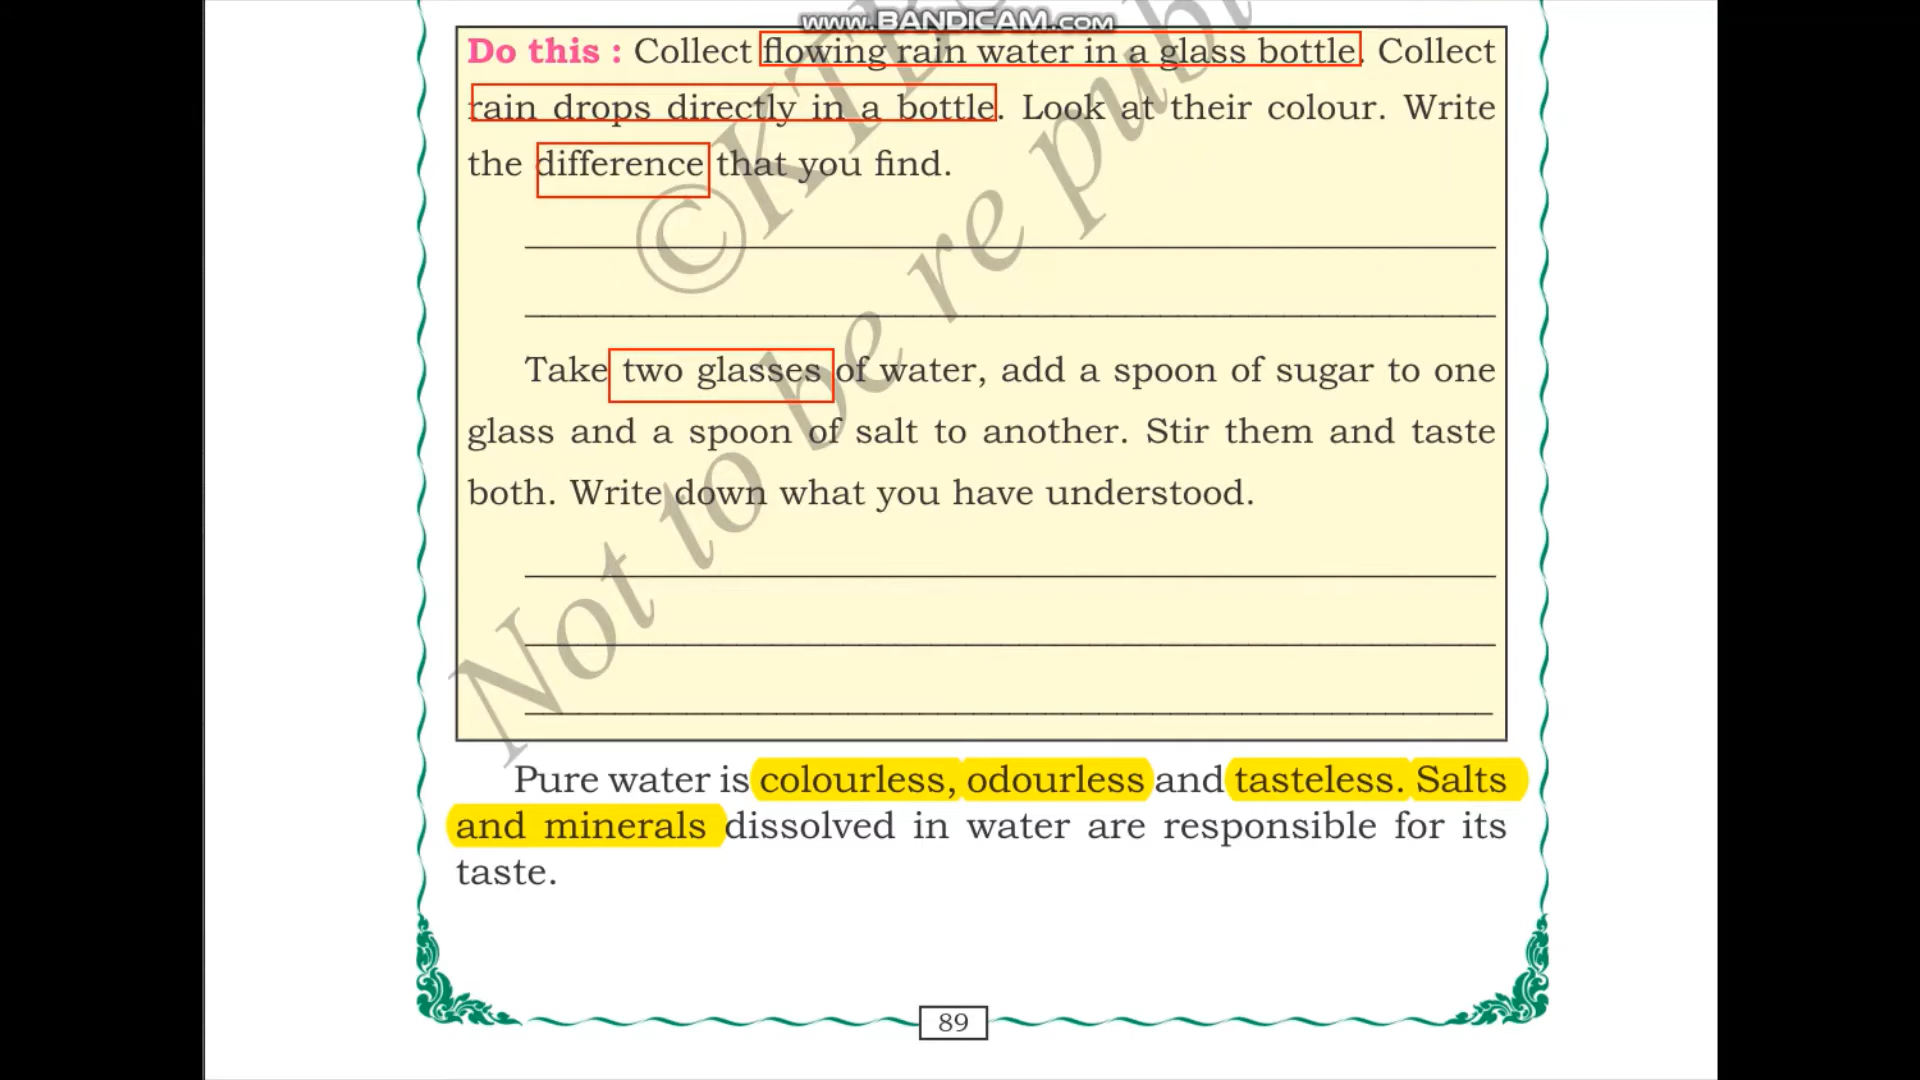 www.BANDICAM.com
Do this : Collect flowing rain water in a glass bottle. Collect
rain drops directly in a bottle. Look at their colour. Write
the difference that you find.
Take two glasses of water, add a spoon of sugar to one
glass and a spoon of salt to another. Stir them and taste
both. Write down what you have understood.
Pure water is colourless, odourless and tasteless. Salts
and minerals dissolved in water are responsible for its
taste.
89
Not to be re